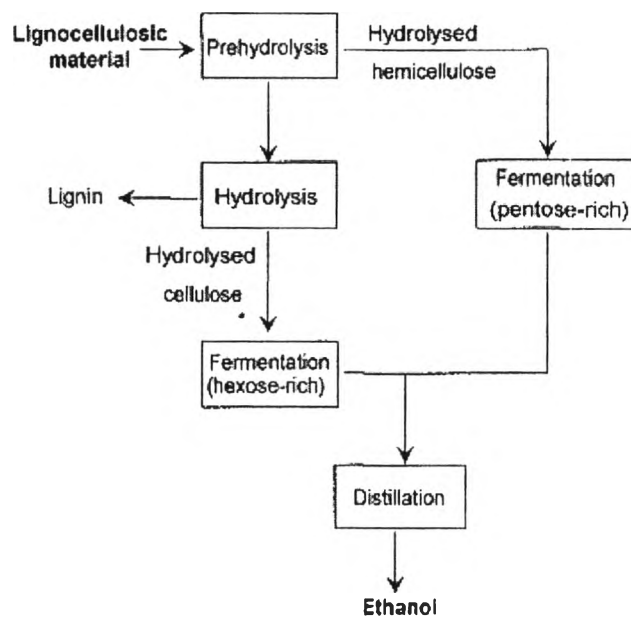 Lignocellulosic
material
Prehydrolysis
Hydrolysed
hemicellulose
Lignin
Hydrolysis
Fermentation
(pentose-rich)
Hydrolysed
cellulose
Fermentation
(hexose-rich)
Distillation
Ethanol